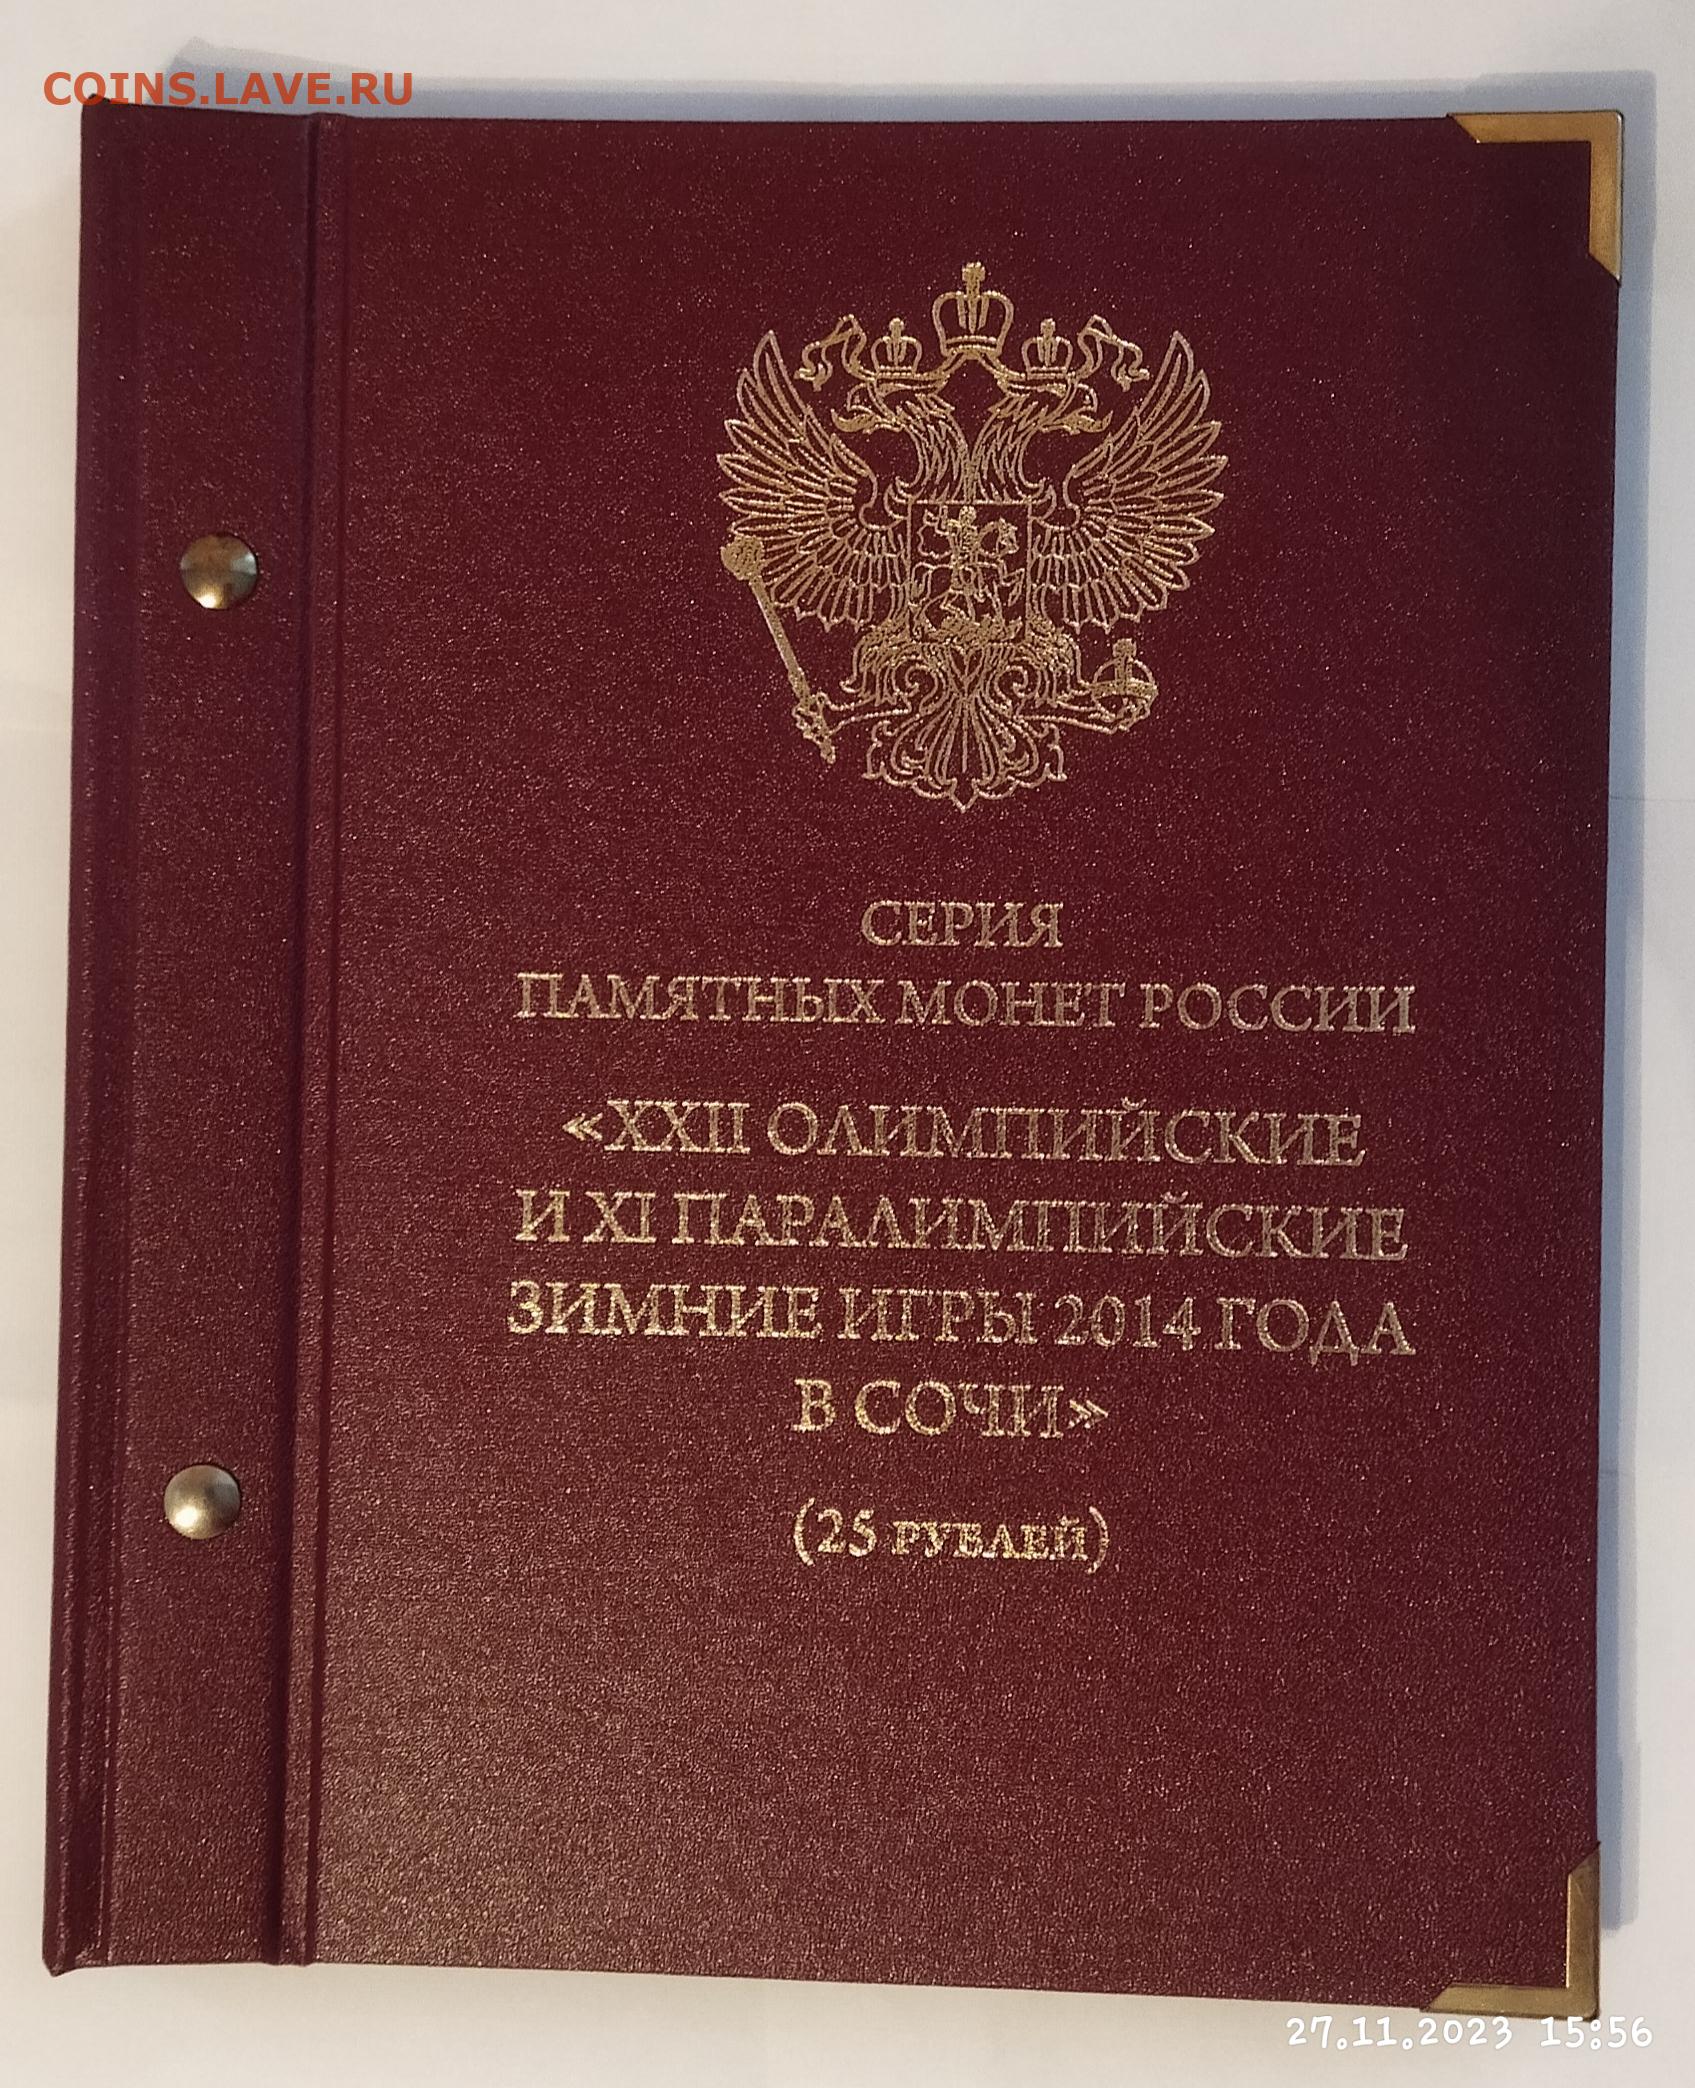 COINS.LAVE.RU
СЕРИЯ
ПАМЯТНЫХ МОНЕТ РОССИИ
«XXII ОЛИМПИЙСКИЕ
И XI ПАРАЛИМПИЙСКИЕ
ЗИМНИЕ ИГРЫ 2014 ГОДА
В СОЧИ»
(25 РУБЛЕЙ)
27.11.2023 15:56